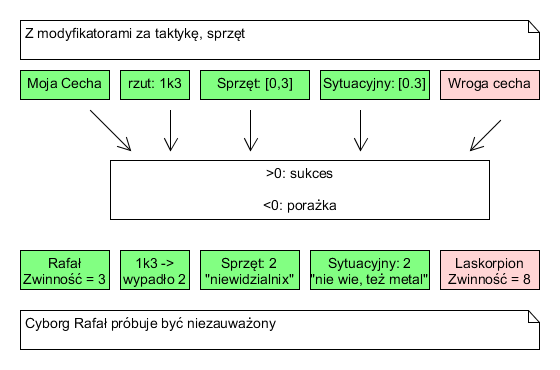 Z modyfikatorami za taktykę, sprzęt
Moja Cecha
rzut: 1k3
Sprzęt: [0,3]
Sytuacyjny: [0.3]
Wroga cecha
>0: sukces
<0: porażka
Rafał
Zwinność = 3
1k3 ->
wypadło 2
Sprzęt: 2
"niewidzialnix"
Sytuacyjny: 2
"nie wie, też metal"
Laskorpion
Zwinność = 8
Cyborg Rafał próbuje być niezauważony